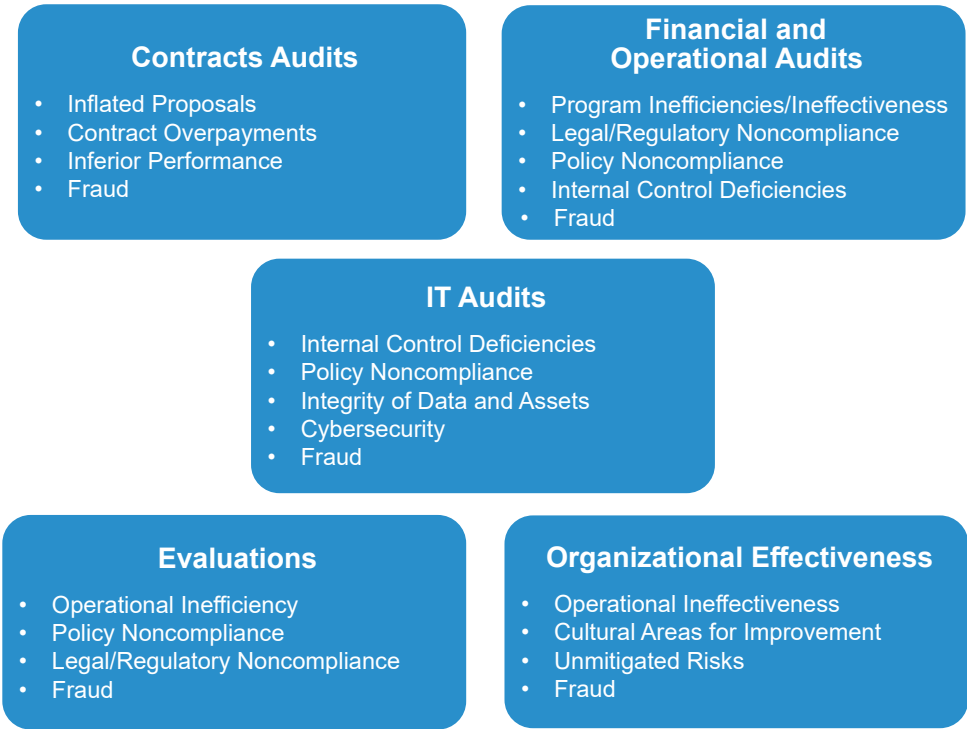 Contracts Audits
• Inflated Proposals
• Contract Overpayments
• Inferior Performance
• Fraud
Financial and
Operational Audits
• Program Inefficiencies/Ineffectiveness
• Legal/Regulatory Noncompliance
• Policy Noncompliance
• Internal Control Deficiencies
• Fraud
IT Audits
• Internal Control Deficiencies
• Policy Noncompliance
• Integrity of Data and Assets
• Cybersecurity
• Fraud
Evaluations
• Operational Inefficiency
• Policy Noncompliance
• Legal/Regulatory Noncompliance
• Fraud
Organizational Effectiveness
• Operational Ineffectiveness
• Cultural Areas for Improvement
• Unmitigated Risks
• Fraud